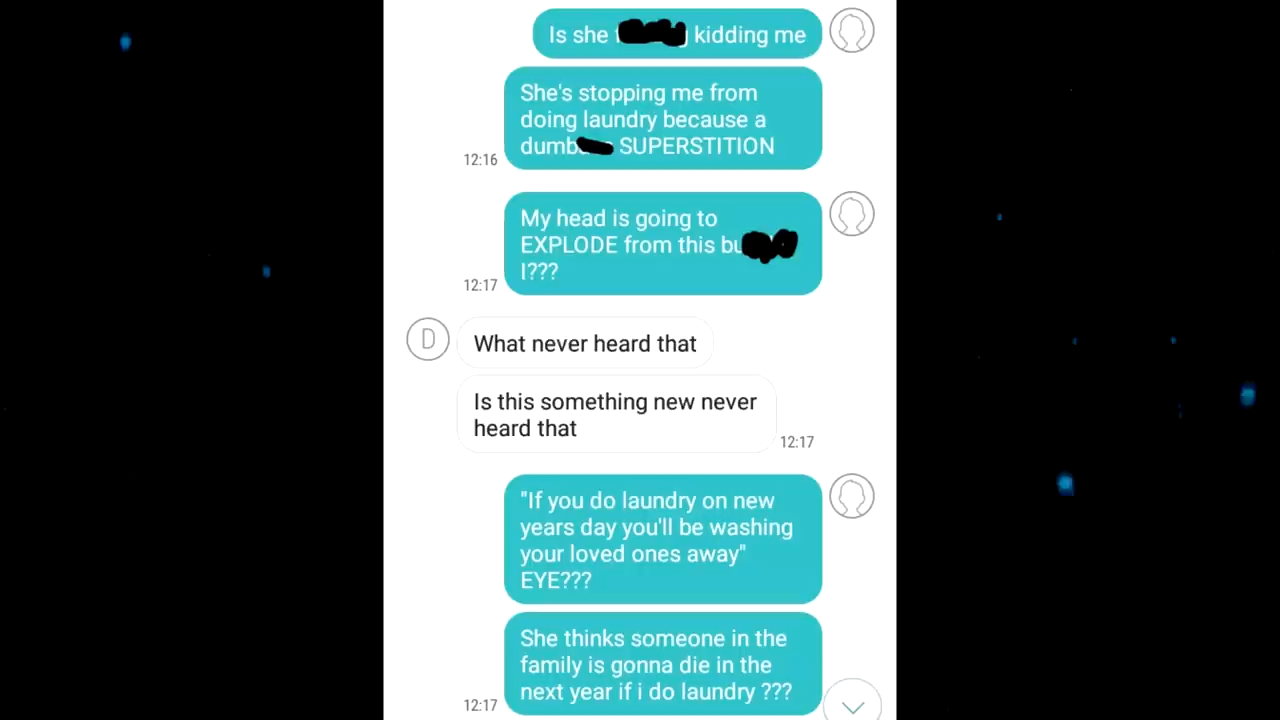 Is she kidding me
She's stopping me from
doing laundry because a
SUPERSTITION
12:16
My head is going to
EXPLODE from this
I???
12:17
D
What never heard that
Is this something new never
heard that
12:17
"If you do laundry on new
years day you'll be washing
your loved ones away"
EYE???
She thinks someone in the
family is gonna die in the
next year if i do laundry ???
12:17